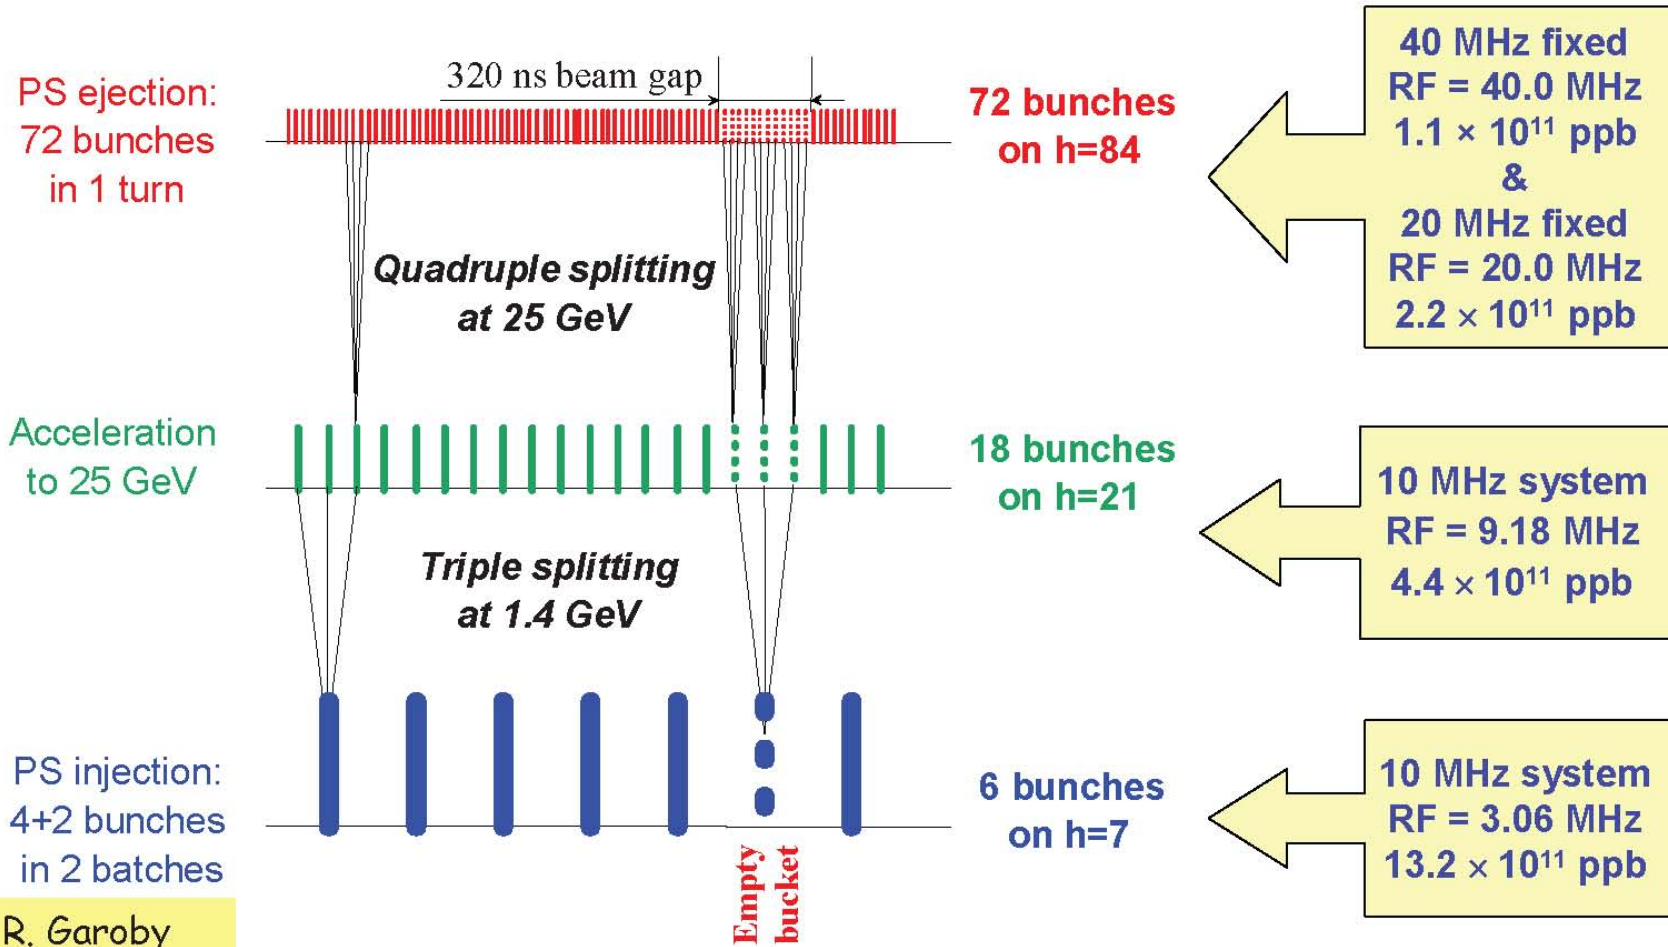 PS ejection:
72 bunches
in 1 turn
320 ns beam gap
72 bunches
on h=84
40 MHz fixed
RF = 40.0 MHz
1.1 × 10¹¹ ppb
&
20 MHz fixed
RF = 20.0 MHz
2.2 × 10¹¹ ppb
Quadruple splitting
at 25 GeV
Acceleration
to 25 GeV
18 bunches
on h=21
10 MHz system
RF = 9.18 MHz
4.4 × 10¹¹ ppb
Triple splitting
at 1.4 GeV
PS injection:
4+2 bunches
in 2 batches
6 bunches
on h=7
10 MHz system
RF = 3.06 MHz
13.2 × 10¹¹ ppb
Empty
bucket
R. Garoby